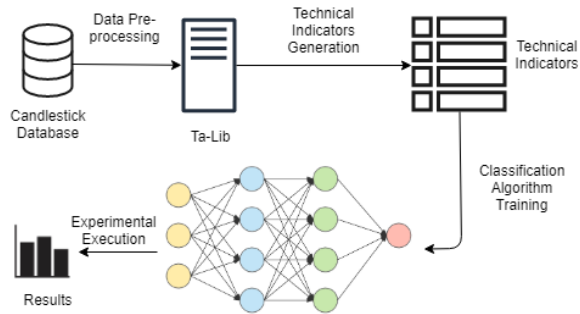 Data Pre-
processing
Technical
Indicators
Generation
Technical
Indicators
Candlestick
Database
Ta-Lib
Classification
Algorithm
Training
Experimental
Execution
Results